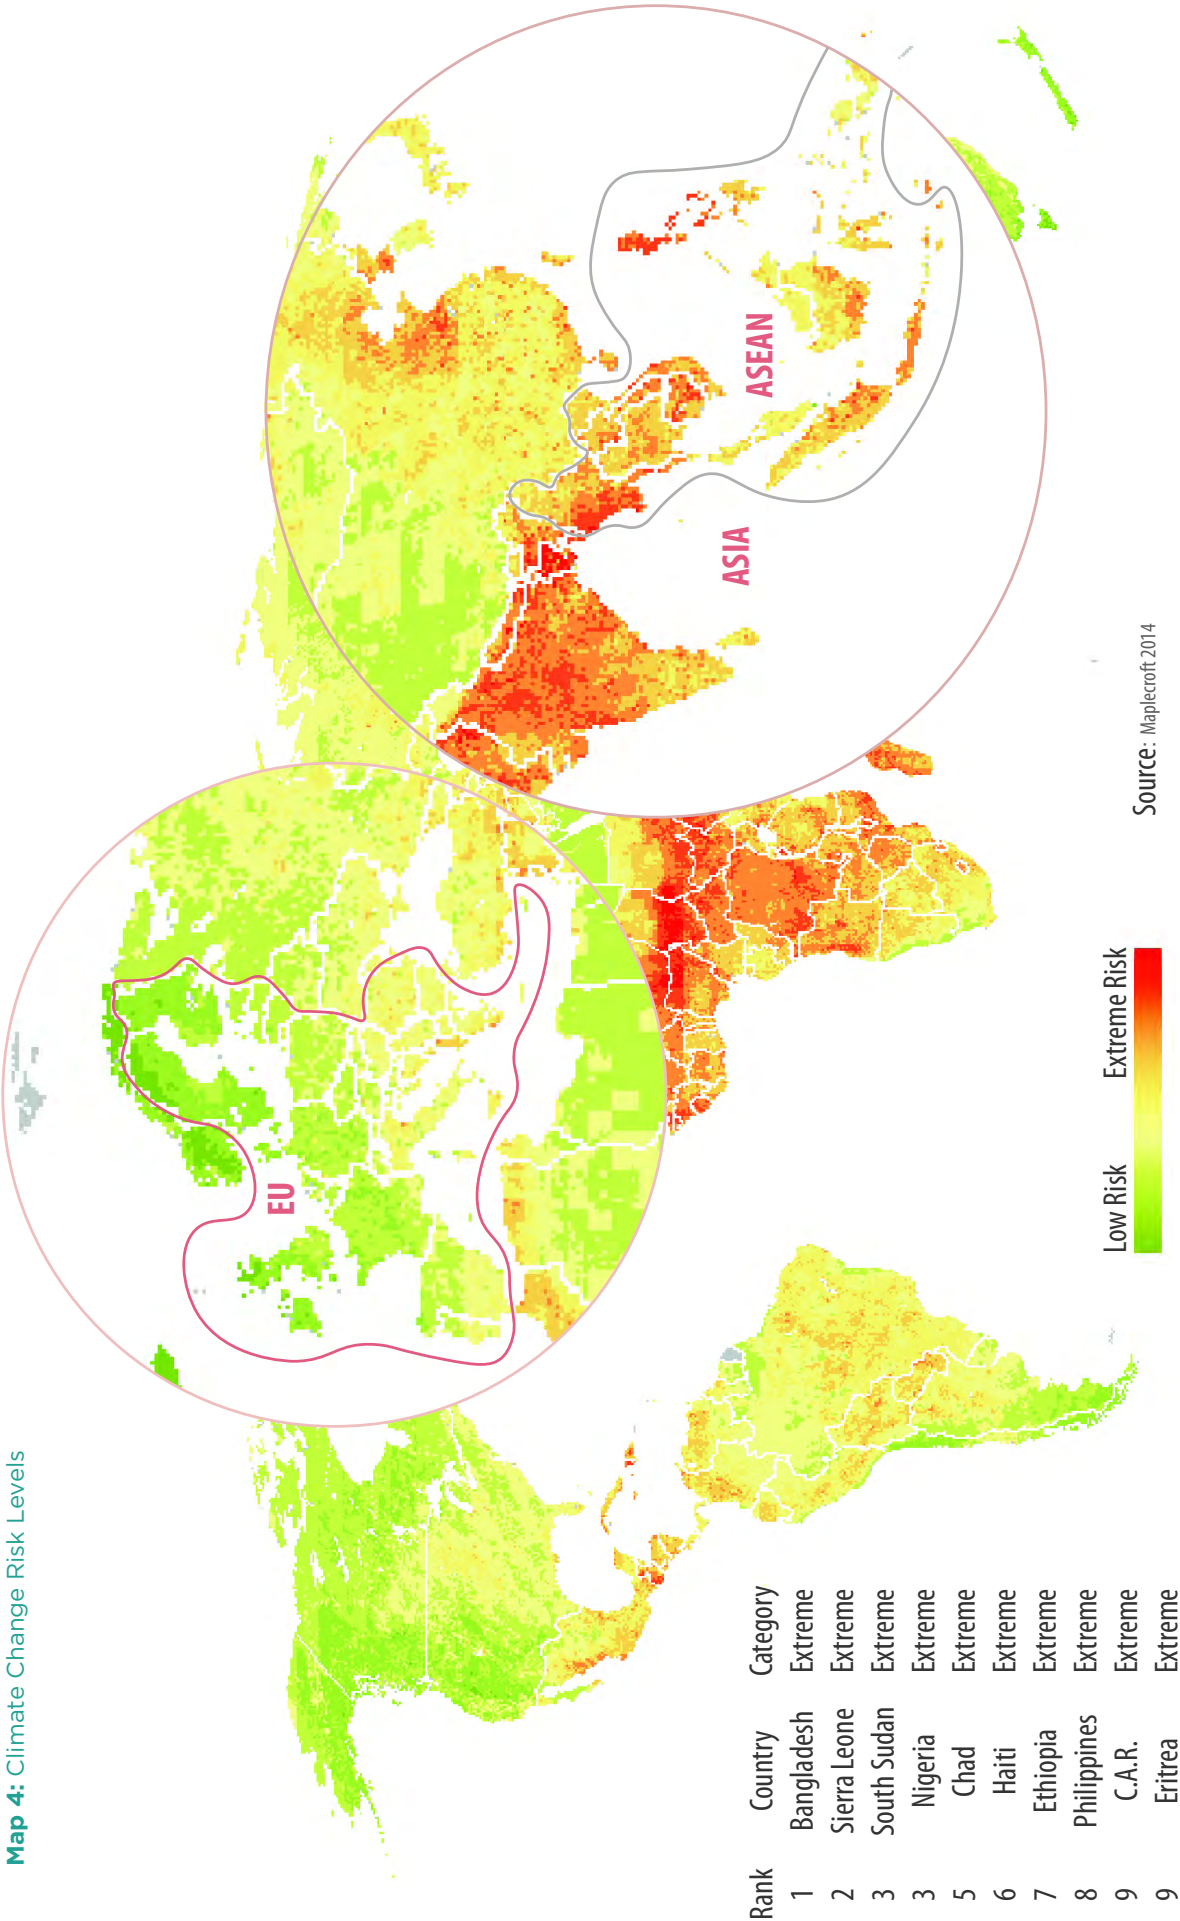 Map 4: Climate Change Risk Levels
EU
ASIA
ASEAN
Rank Country Category
1 Bangladesh Extreme
2 Sierra Leone Extreme
3 South Sudan Extreme
3 Nigeria Extreme
5 Chad Extreme
6 Haiti Extreme
7 Ethiopia Extreme
8 Philippines Extreme
9 C.A.R. Extreme
9 Eritrea Extreme
Low Risk Extreme Risk
Source: Maplecroft 2014